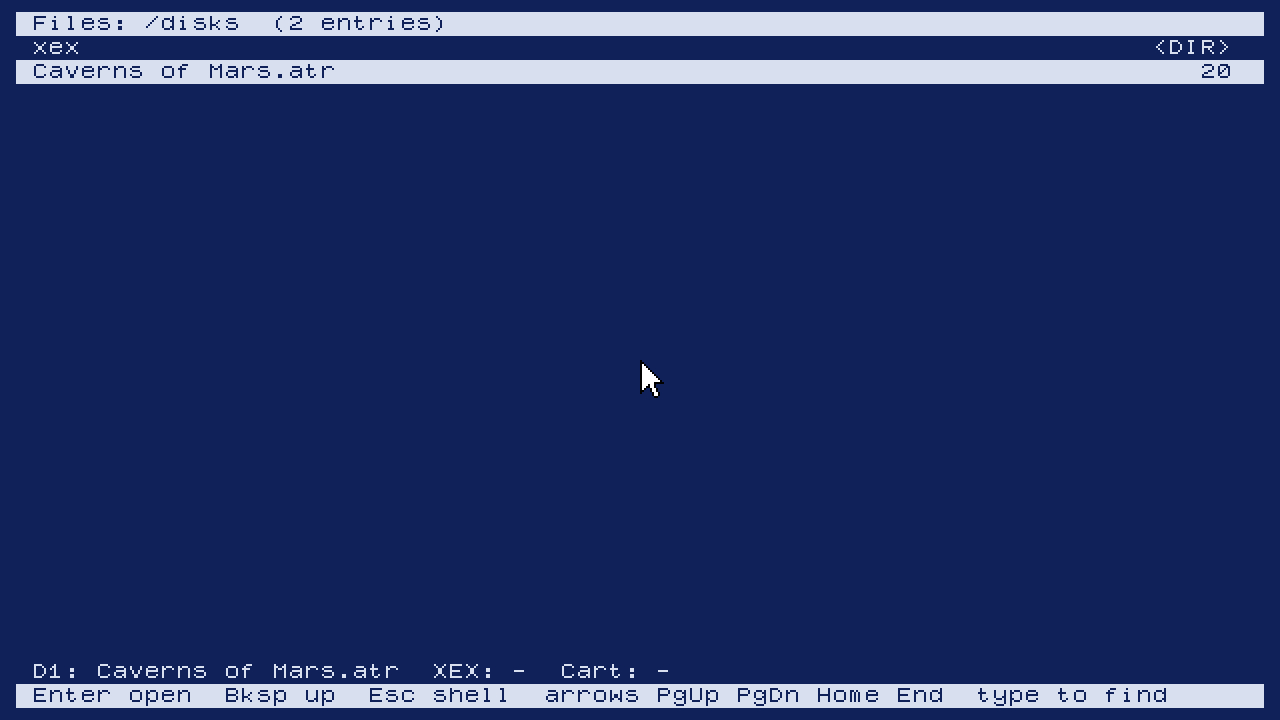 Files: /disks  (2 entries)
xex <DIR>
Caverns of Mars.atr 20
D1: Caverns of Mars.atr  XEX: -  Cart: -
Enter open  Bksp up  Esc shell  arrows PgUp PgDn Home End  type to find